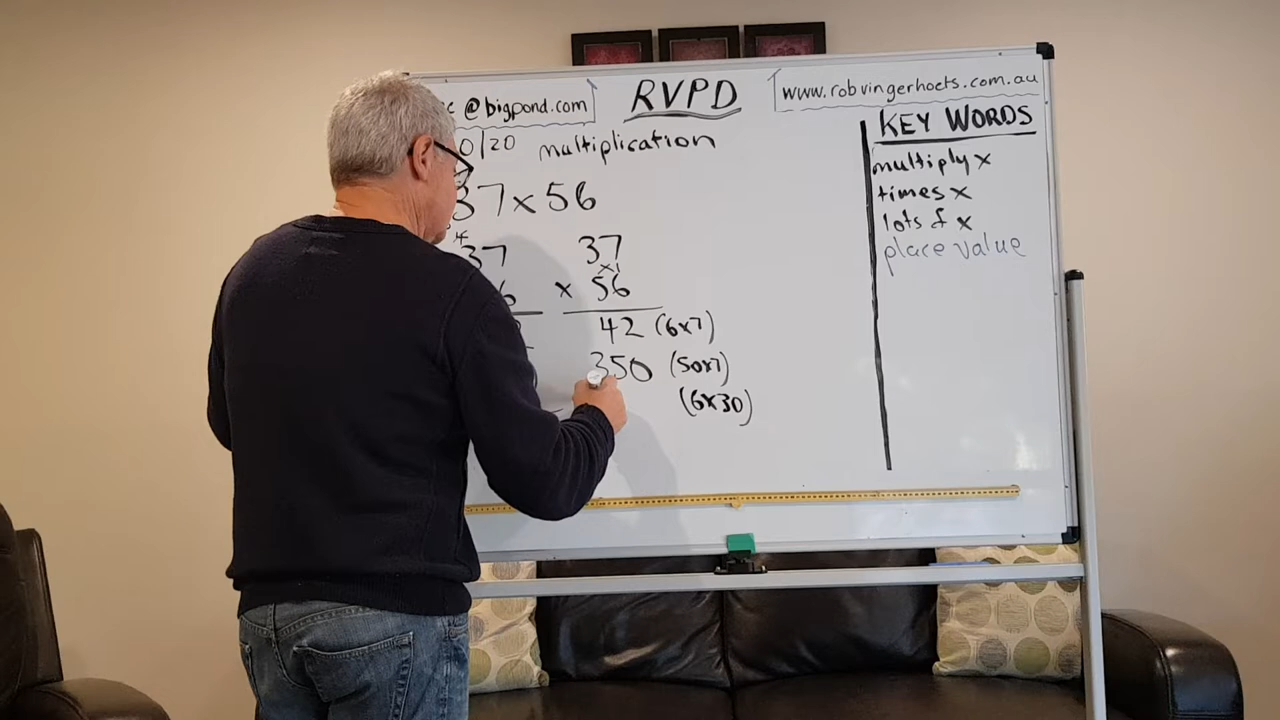 @bigpond.com
RVPD
www.robvingerhoets.com.au
0/20 multiplication
37 x 56
37
37
x 56
42 (6x7)
350 (50x7)
(6x30)
KEY WORDS
multiply x
times x
lots of x
place value